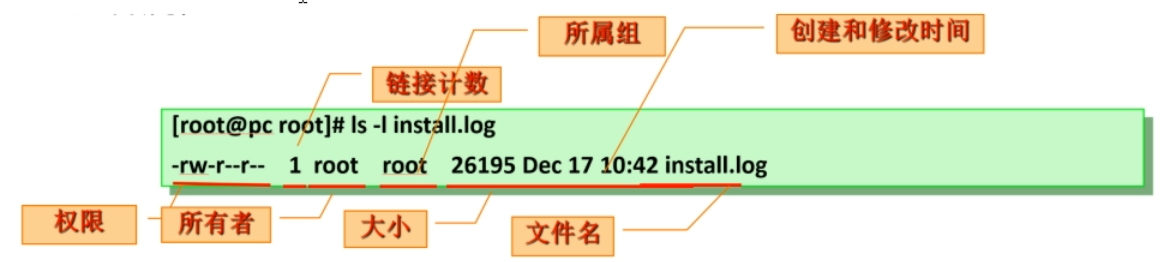 所属组
创建和修改时间
链接计数
[root@pc root]# ls -l install.log
-rw-r--r-- 1 root root 26195 Dec 17 10:42 install.log
权限
所有者
大小
文件名